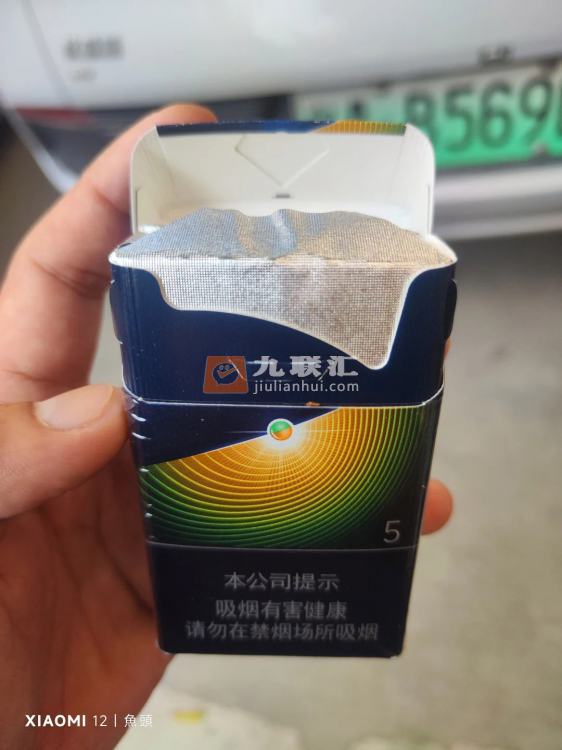 B5690
九联汇
jiulianhui.com
5
本公司提示
吸烟有害健康
请勿在禁烟场所吸烟
XIAOMI 12 | 魚頭